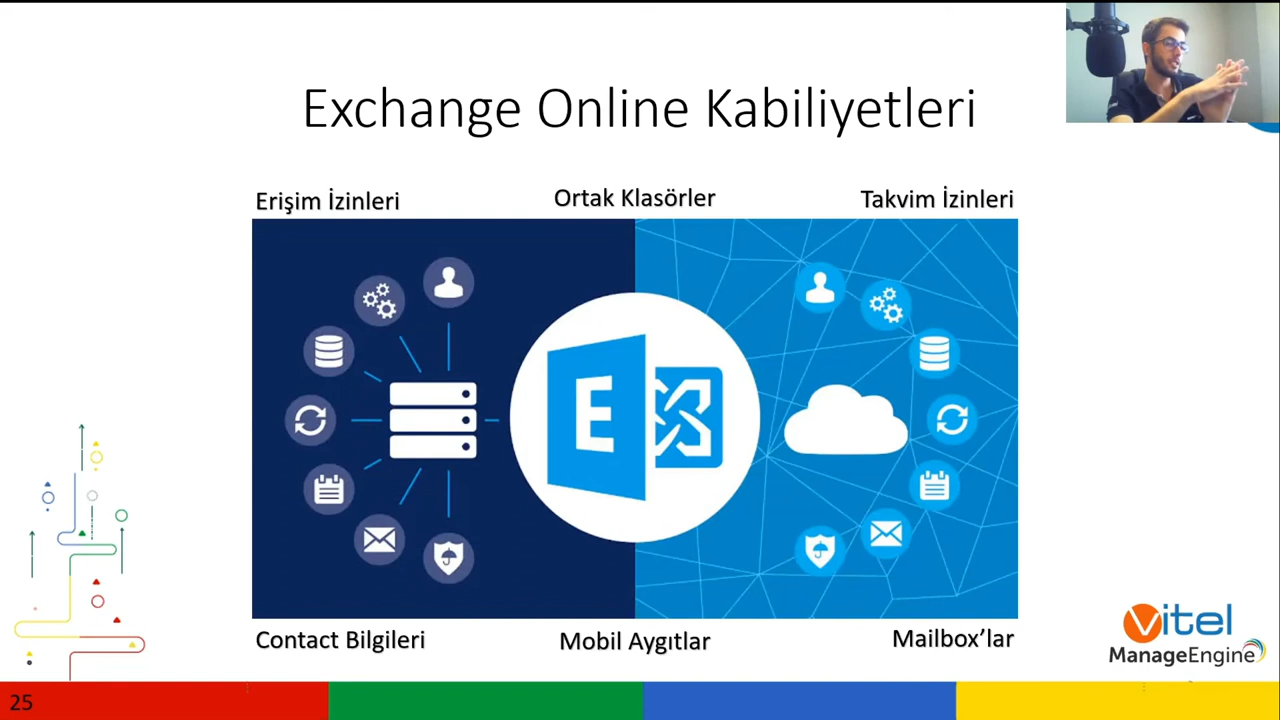 Exchange Online Kabiliyetleri
Erişim İzinleri
Ortak Klasörler
Takvim İzinleri
E
Contact Bilgileri
Mobil Aygıtlar
Mailbox’lar
vitel
ManageEngine
25